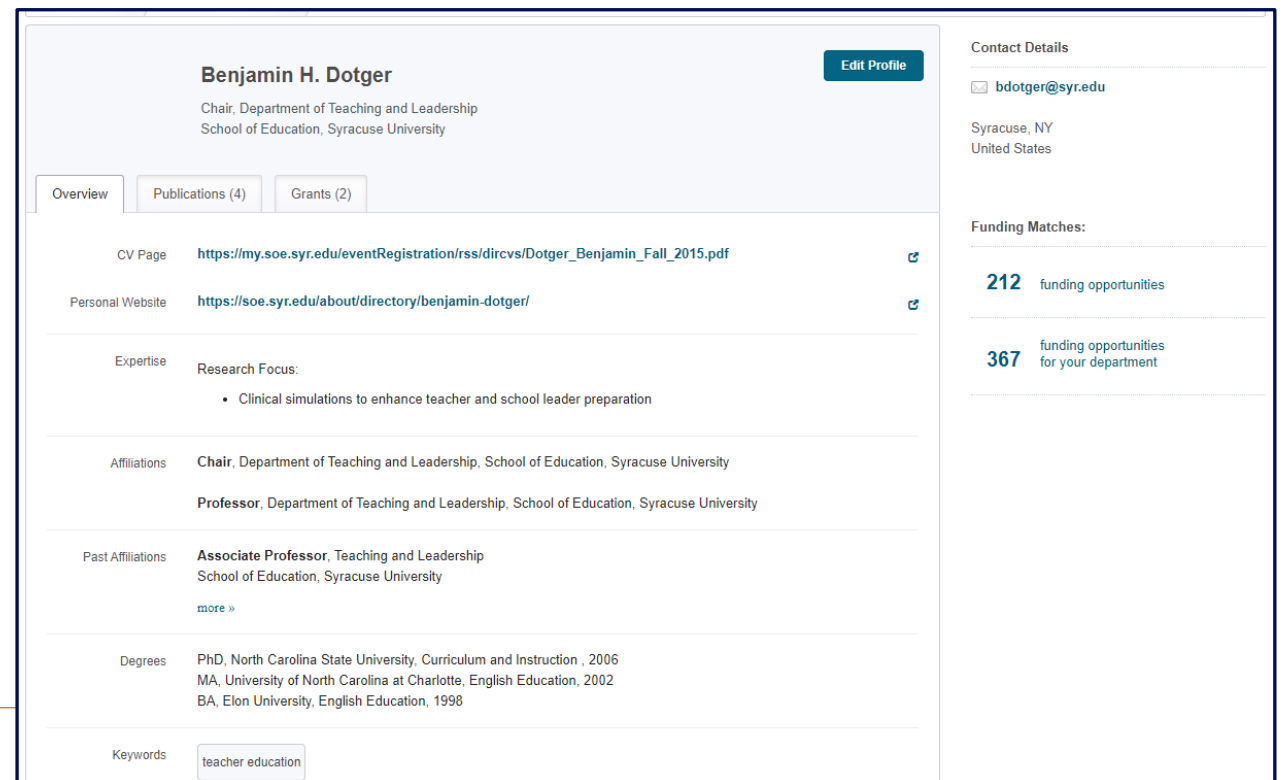 Benjamin H. Dotger
Edit Profile
Chair, Department of Teaching and Leadership
School of Education, Syracuse University
Overview
Publications (4)
Grants (2)
CV Page
https://my.soe.syr.edu/eventRegistration/rss/dircvs/Dotger_Benjamin_Fall_2015.pdf
Personal Website
https://soe.syr.edu/about/directory/benjamin-dotger/
Expertise
Research Focus:
• Clinical simulations to enhance teacher and school leader preparation
Affiliations
Chair, Department of Teaching and Leadership, School of Education, Syracuse University
Professor, Department of Teaching and Leadership, School of Education, Syracuse University
Past Affiliations
Associate Professor, Teaching and Leadership
School of Education, Syracuse University
more »
Degrees
PhD, North Carolina State University, Curriculum and Instruction , 2006
MA, University of North Carolina at Charlotte, English Education, 2002
BA, Elon University, English Education, 1998
Keywords
teacher education
Contact Details
bdotger@syr.edu
Syracuse, NY
United States
Funding Matches:
212 funding opportunities
367 funding opportunities
for your department